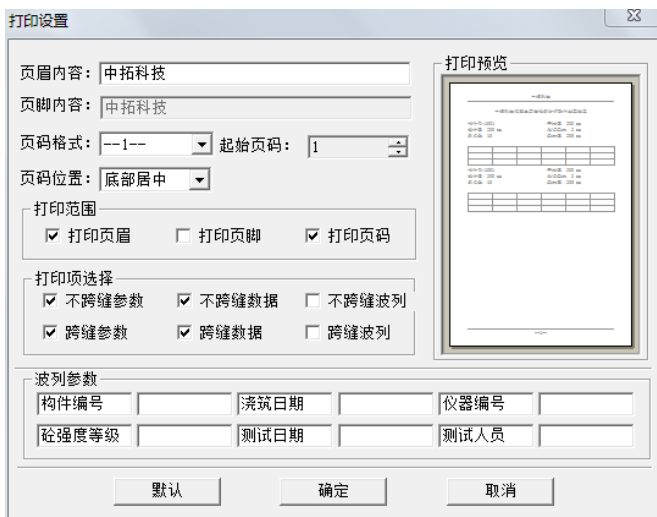 打印设置
页眉内容： 中拓科技
页脚内容： 中拓科技
页码格式： --1-- 起始页码： 1
页码位置： 底部居中
打印范围
打印页眉 打印页脚 打印页码
打印项选择
不跨缝参数 不跨缝数据 不跨缝波列
跨缝参数 跨缝数据 跨缝波列
打印预览
波列参数
构件编号 浇筑日期 仪器编号
砼强度等级 测试日期 测试人员
默认 确定 取消